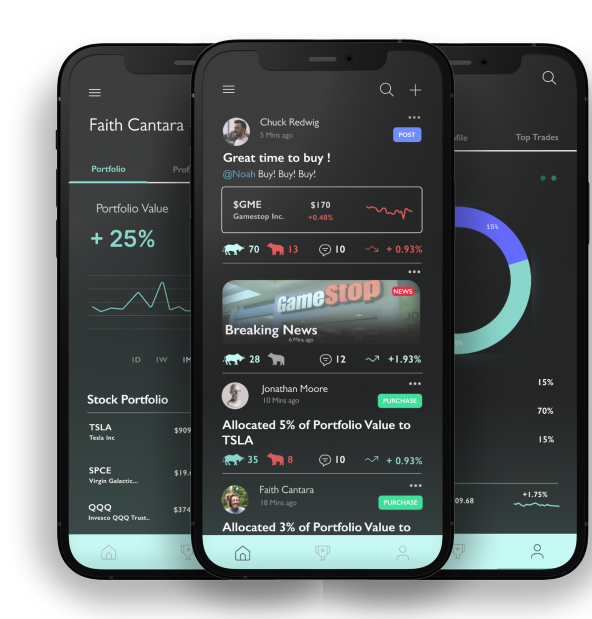 Faith Cantara
Portfolio
Prof
Portfolio Value
+ 25%
1D 1W 1M
Stock Portfolio
TSLA
Tesla Inc
$909
SPCE
Virgin Galactic...
$19.
QQQ
Invesco QQQ Trust..
$374
Chuck Redwig
5 Mins ago
POST
Great time to buy !
@Noah Buy! Buy! Buy!
$GME $170
Gamestop Inc. +0.48%
70 13 10 + 0.93%
GameStop
NEWS
Breaking News
6 Mins ago
28 12 +1.93%
Jonathan Moore
10 Mins ago
PURCHASE
Allocated 5% of Portfolio Value to
TSLA
35 8 10 + 0.93%
Faith Cantara
18 Mins ago
PURCHASE
Allocated 3% of Portfolio Value to
file Top Trades
15%
15%
70%
15%
09.68 +1.75%